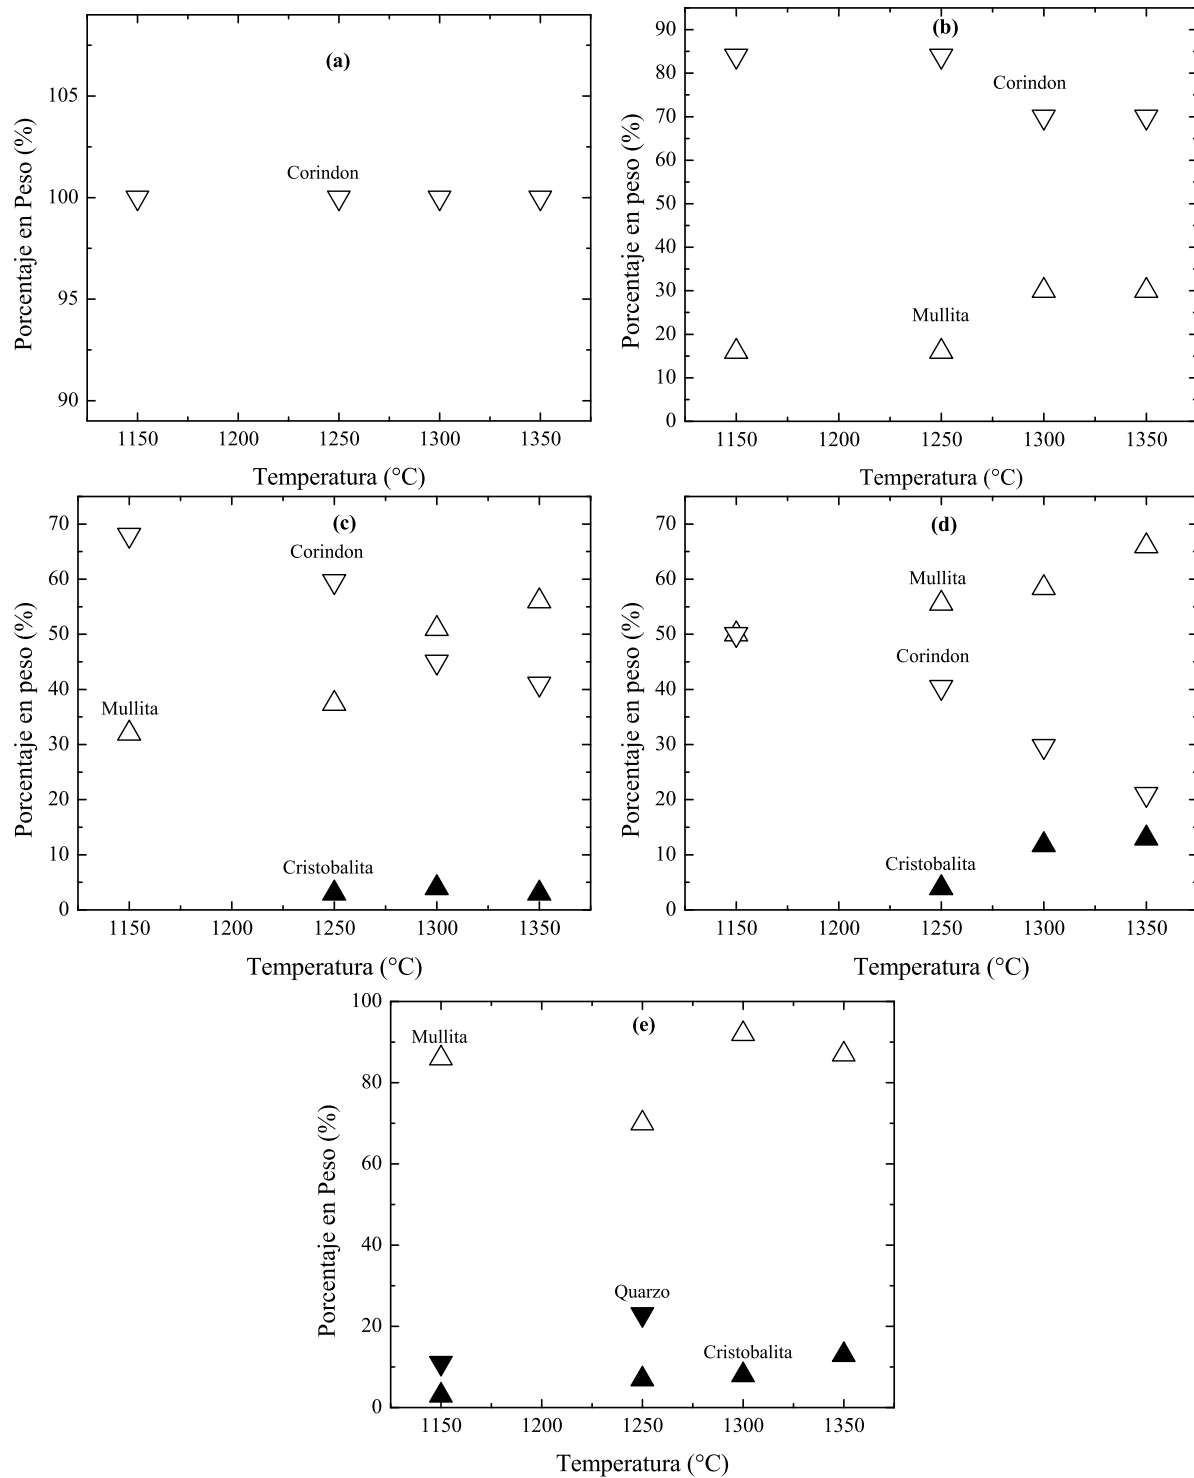 (a)
105
100
95
90
Corindon
1150 1200 1250 1300 1350
Temperatura (°C)
Porcentaje en Peso (%)
(b)
90
80
70
60
50
40
30
20
10
0
Corindon
Mullita
1150 1200 1250 1300 1350
Temperatura (°C)
Porcentaje en peso (%)
(c)
70
60
50
40
30
20
10
0
Corindon
Mullita
Cristobalita
1150 1200 1250 1300 1350
Temperatura (°C)
Porcentaje en peso (%)
(d)
70
60
50
40
30
20
10
0
Mullita
Corindon
Cristobalita
1150 1200 1250 1300 1350
Temperatura (°C)
Porcentaje en peso (%)
(e)
100
80
60
40
20
0
Mullita
Quarzo
Cristobalita
1150 1200 1250 1300 1350
Temperatura (°C)
Porcentaje en Peso (%)